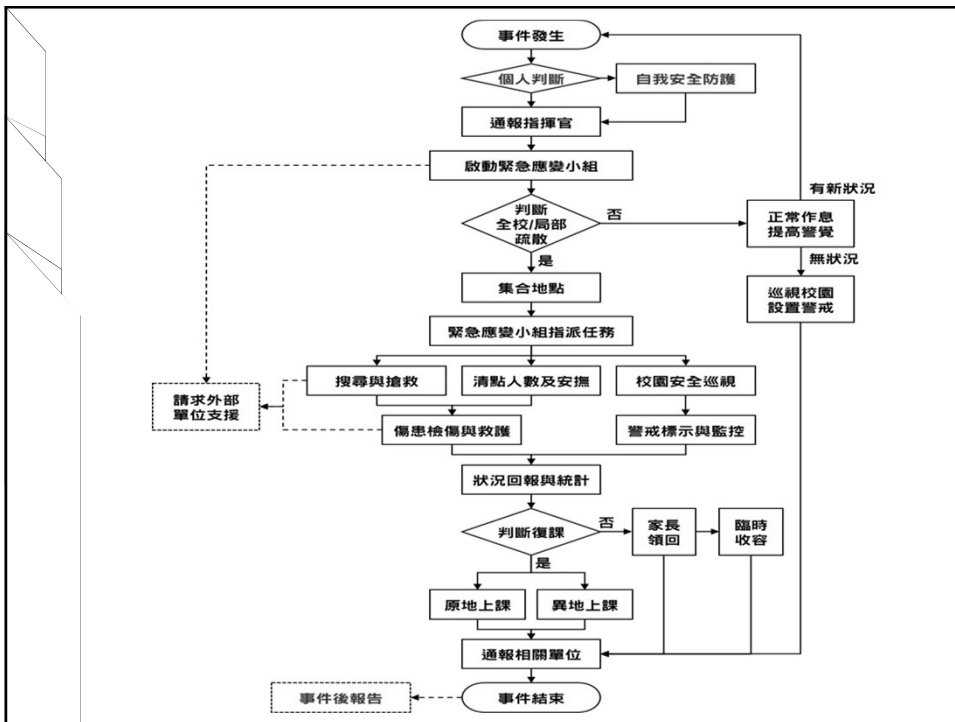 事件發生
個人判斷
自我安全防護
通報指揮官
啟動緊急應變小組
有新狀況
判斷
全校/局部
疏散
否
正常作息
提高警覺
是
無狀況
集合地點
巡視校園
設置警戒
緊急應變小組指派任務
搜尋與搶救
清點人數及安撫
校園安全巡視
請求外部
單位支援
傷患檢傷與救護
警戒標示與監控
狀況回報與統計
判斷復課
否
家長
領回
臨時
收容
是
原地上課
異地上課
通報相關單位
事件後報告
事件結束